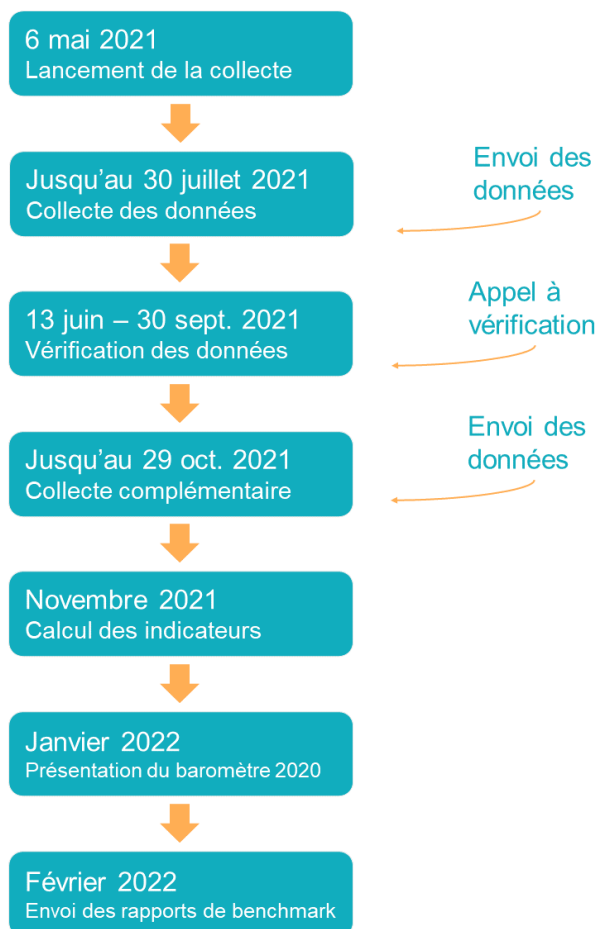 6 mai 2021
Lancement de la collecte
Jusqu'au 30 juillet 2021
Collecte des données
Envoi des
données
13 juin – 30 sept. 2021
Vérification des données
Appel à
vérification
Jusqu'au 29 oct. 2021
Collecte complémentaire
Envoi des
données
Novembre 2021
Calcul des indicateurs
Janvier 2022
Présentation du baromètre 2020
Février 2022
Envoi des rapports de benchmark